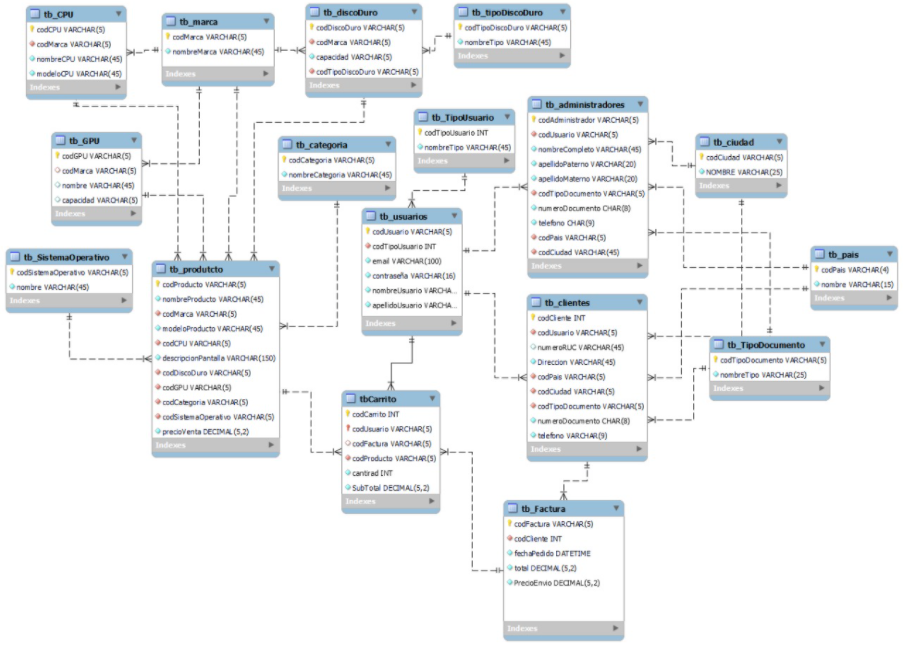 tb_CPU
codCPU VARCHAR(5)
codMarca VARCHAR(5)
nombreCPU VARCHAR(45)
modeloCPU VARCHAR(45)
Indexes
tb_marca
codMarca VARCHAR(5)
nombreMarca VARCHAR(45)
Indexes
tb_discoDuro
codDiscoDuro VARCHAR(5)
codMarca VARCHAR(5)
capacidad VARCHAR(5)
codTipoDiscoDuro VARCHAR(5)
Indexes
tb_tipoDiscoDuro
codTipoDiscoDuro VARCHAR(5)
nombreTipo VARCHAR(45)
Indexes
tb_GPU
codGPU VARCHAR(5)
codMarca VARCHAR(5)
nombre VARCHAR(45)
capacidad VARCHAR(5)
Indexes
tb_categoria
codCategoria VARCHAR(5)
nombreCategoria VARCHAR(45)
Indexes
tb_TipoUsuario
codTipoUsuario INT
nombreTipo VARCHAR(45)
Indexes
tb_administradores
codAdministrador VARCHAR(5)
codUsuario VARCHAR(5)
nombreCompleto VARCHAR(45)
apellidoPaterno VARCHAR(20)
apellidoMaterno VARCHAR(20)
codTipoDocumento VARCHAR(5)
numeroDocumento CHAR(8)
telefono CHAR(9)
codPais VARCHAR(5)
codCiudad VARCHAR(45)
Indexes
tb_ciudad
codCiudad VARCHAR(5)
NOMBRE VARCHAR(25)
Indexes
tb_SistemaOperativo
codSistemaOperativo VARCHAR(5)
nombre VARCHAR(45)
Indexes
tb_produtcto
codProducto VARCHAR(5)
nombreProducto VARCHAR(45)
codMarca VARCHAR(5)
modeloProducto VARCHAR(45)
codCPU VARCHAR(5)
descripcionPantalla VARCHAR(150)
codDiscoDuro VARCHAR(5)
codGPU VARCHAR(5)
codCategoria VARCHAR(5)
codSistemaOperativo VARCHAR(5)
precioVenta DECIMAL(5,2)
Indexes
tb_usuarios
codUsuario VARCHAR(5)
codTipoUsuario INT
email VARCHAR(100)
contraseña VARCHAR(16)
nombreUsuario VARCHA...
apellidoUsuario VARCHA...
Indexes
tb_pais
codPais VARCHAR(4)
nombre VARCHAR(15)
Indexes
tb_clientes
codCliente INT
codUsuario VARCHAR(5)
numeroRUC VARCHAR(45)
Direccion VARCHAR(45)
codPais VARCHAR(5)
codCiudad VARCHAR(5)
codTipoDocumento VARCHAR(5)
numeroDocumento CHAR(8)
telefono VARCHAR(9)
Indexes
tb_TipoDocumento
codTipoDocumento VARCHAR(5)
nombreTipo VARCHAR(25)
Indexes
tbCarrito
codCarrito INT
codUsuario VARCHAR(5)
codFactura VARCHAR(5)
codProducto VARCHAR(5)
cantirad INT
SubTotal DECIMAL(5,2)
Indexes
tb_Factura
codFactura VARCHAR(5)
codCliente INT
fechaPedido DATETIME
total DECIMAL(5,2)
PrecioEnvio DECIMAL(5,2)
Indexes